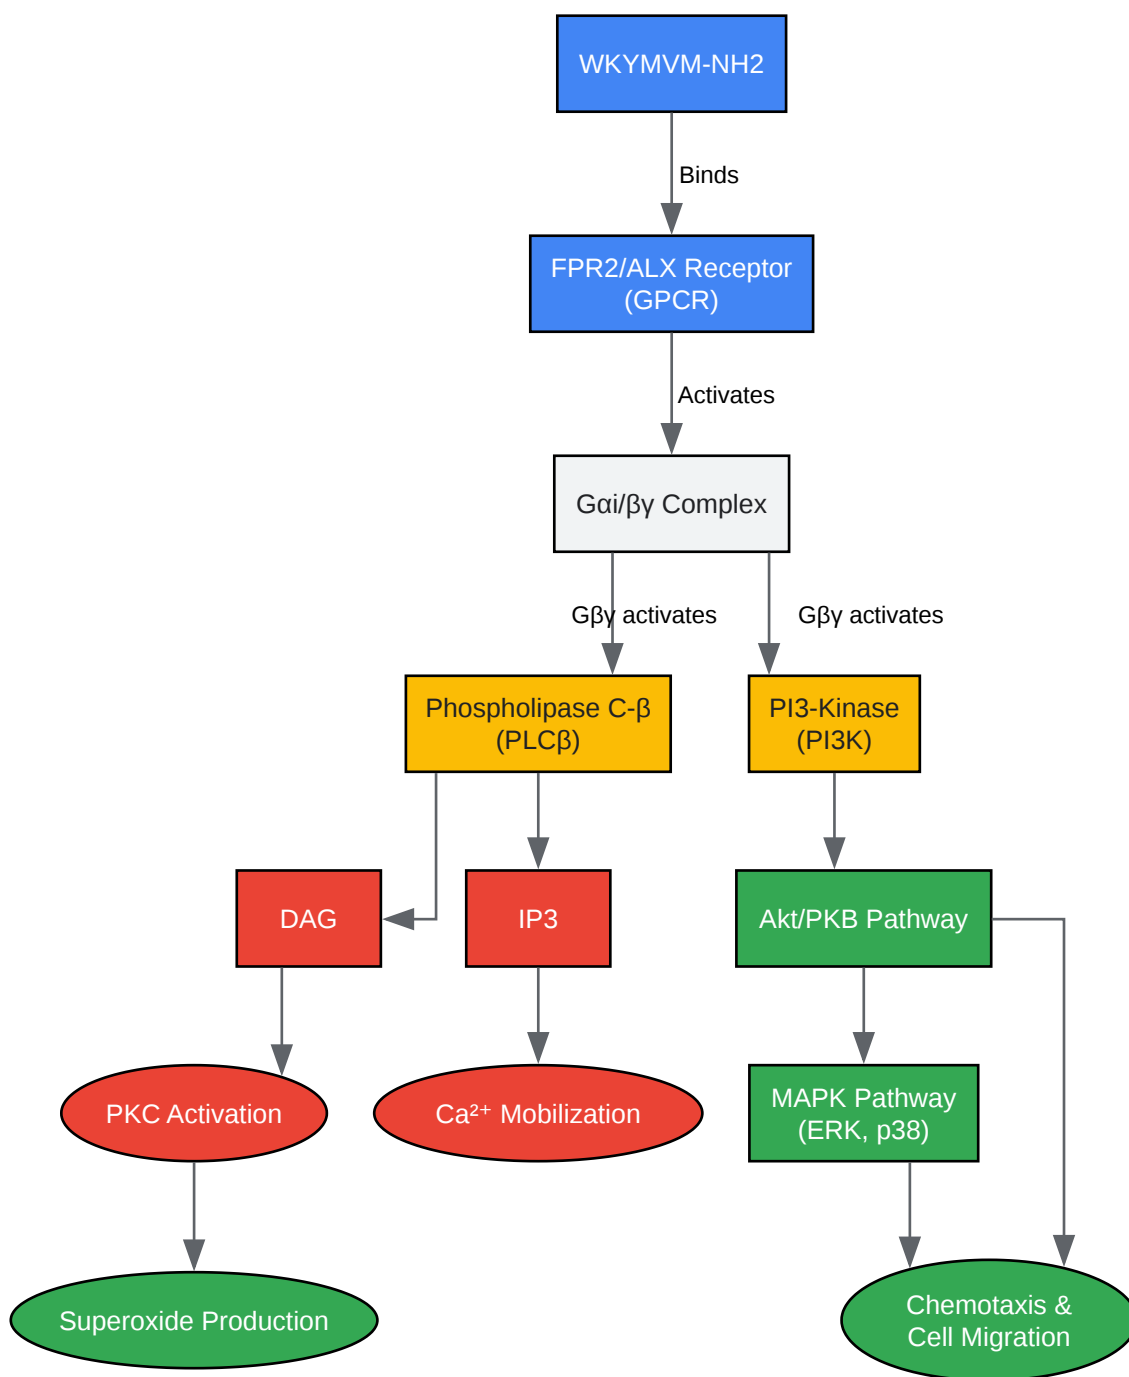 WKYMVM-NH2
Binds
FPR2/ALX Receptor
(GPCR)
Activates
Gαi/βγ Complex
Gβγ activates
Gβγ activates
Phospholipase C-β
(PLCβ)
PI3-Kinase
(PI3K)
DAG
IP3
Akt/PKB Pathway
PKC Activation
Ca²⁺ Mobilization
MAPK Pathway
(ERK, p38)
Superoxide Production
Chemotaxis &
Cell Migration